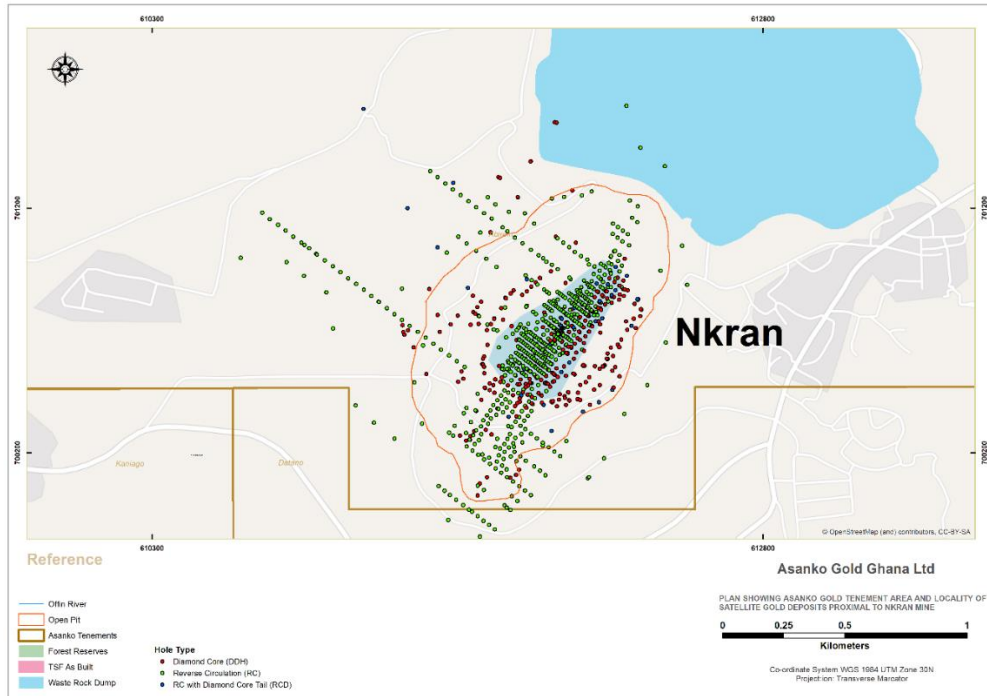 610300
612800
701200
701200
Nkran
700200
700200
Kaniago
Datano
© OpenStreetMap (and) contributors, CC-BY-SA
610300
612800
Reference
Asanko Gold Ghana Ltd
PLAN SHOWING ASANKO GOLD TENEMENT AREA AND LOCALITY OF
SATELLITE GOLD DEPOSITS PROXIMAL TO NKRAN MINE
0 0.25 0.5 1
Kilometers
Co-ordinate System WGS 1984 UTM Zone 30N
Projection: Transverse Marcator
Offin River
Open Pit
Asanko Tenements
Forest Reserves
TSF As Built
Waste Rock Dump
Hole Type
Diamond Core (DDH)
Reverse Circulation (RC)
RC with Diamond Core Tail (RCD)